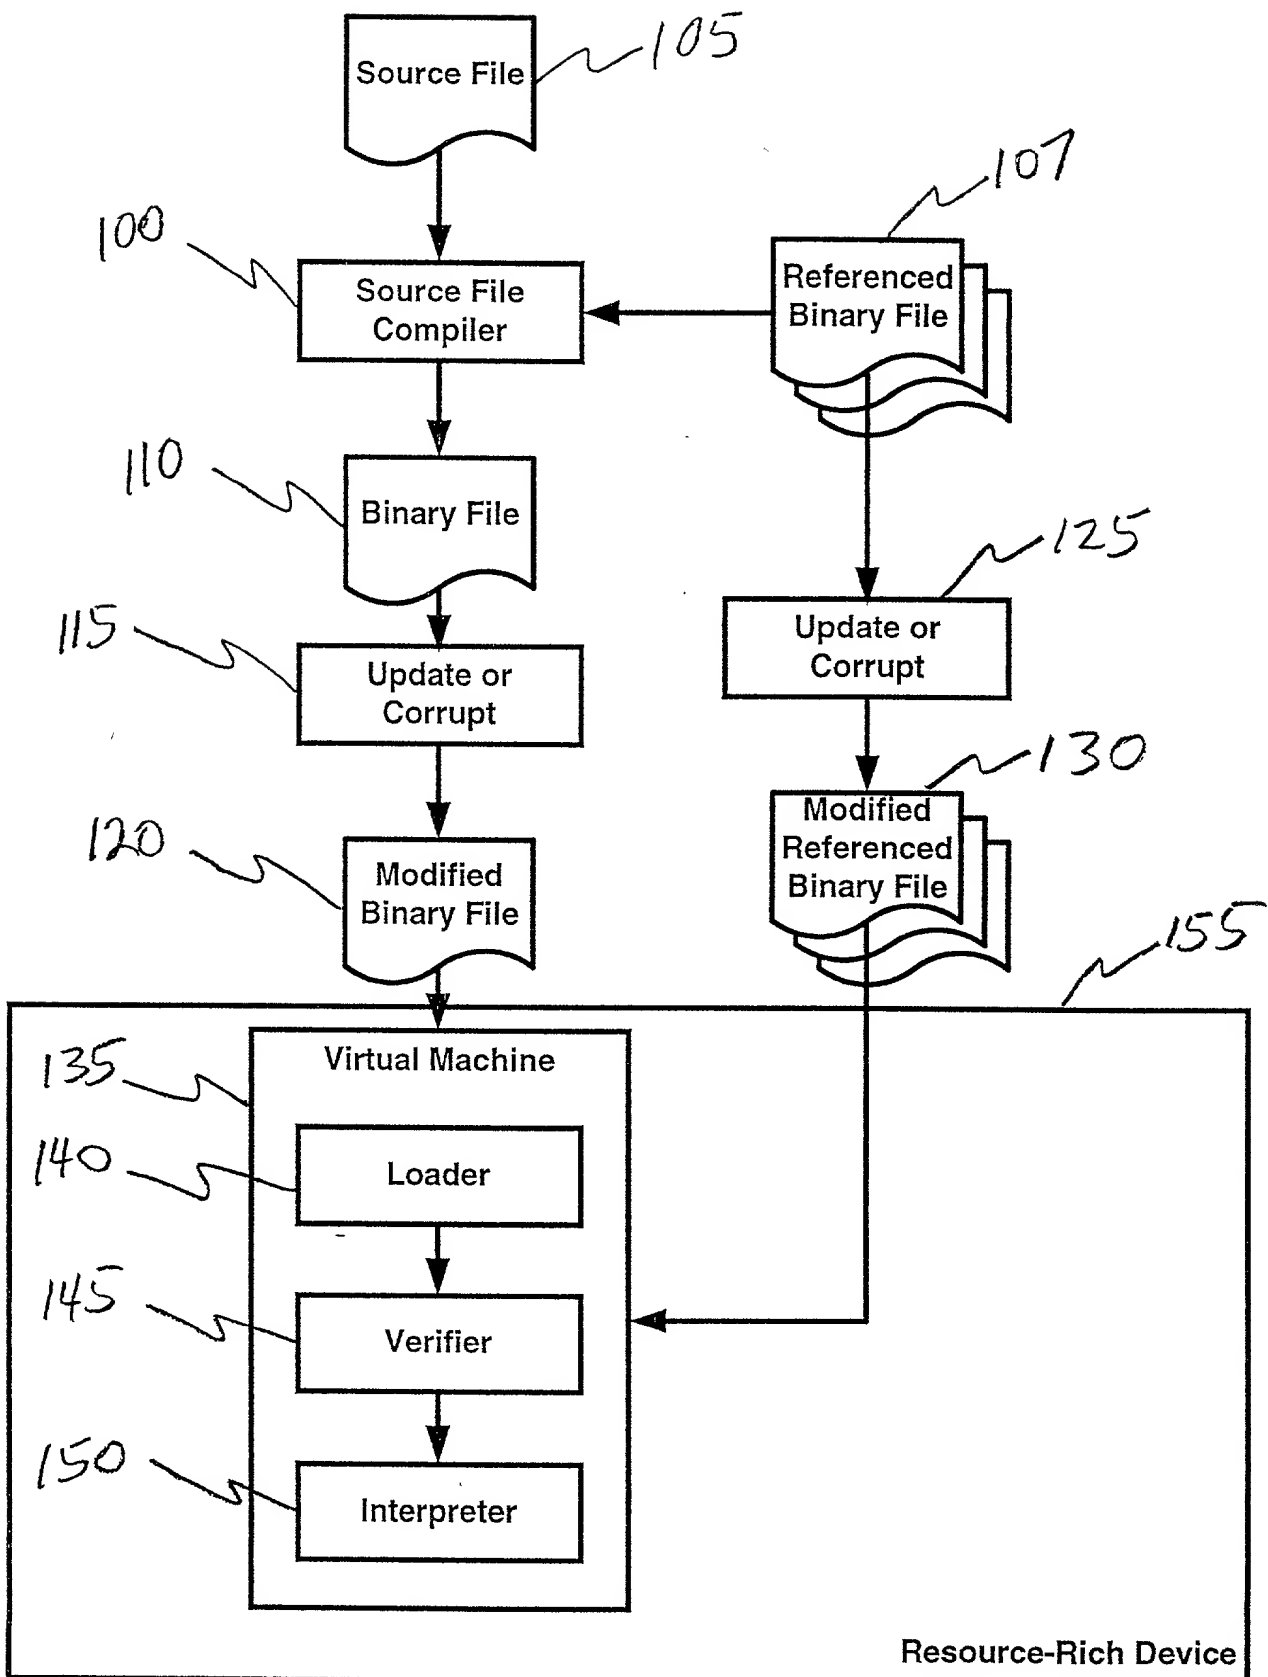 105
Source File
107
100
Source File
Compiler
Referenced
Binary File
110
Binary File
125
Update or
Corrupt
115
Update or
Corrupt
130
120
Modified
Binary File
Modified
Referenced
Binary File
155
Virtual Machine
135
140
Loader
145
Verifier
150
Interpreter
Resource-Rich Device